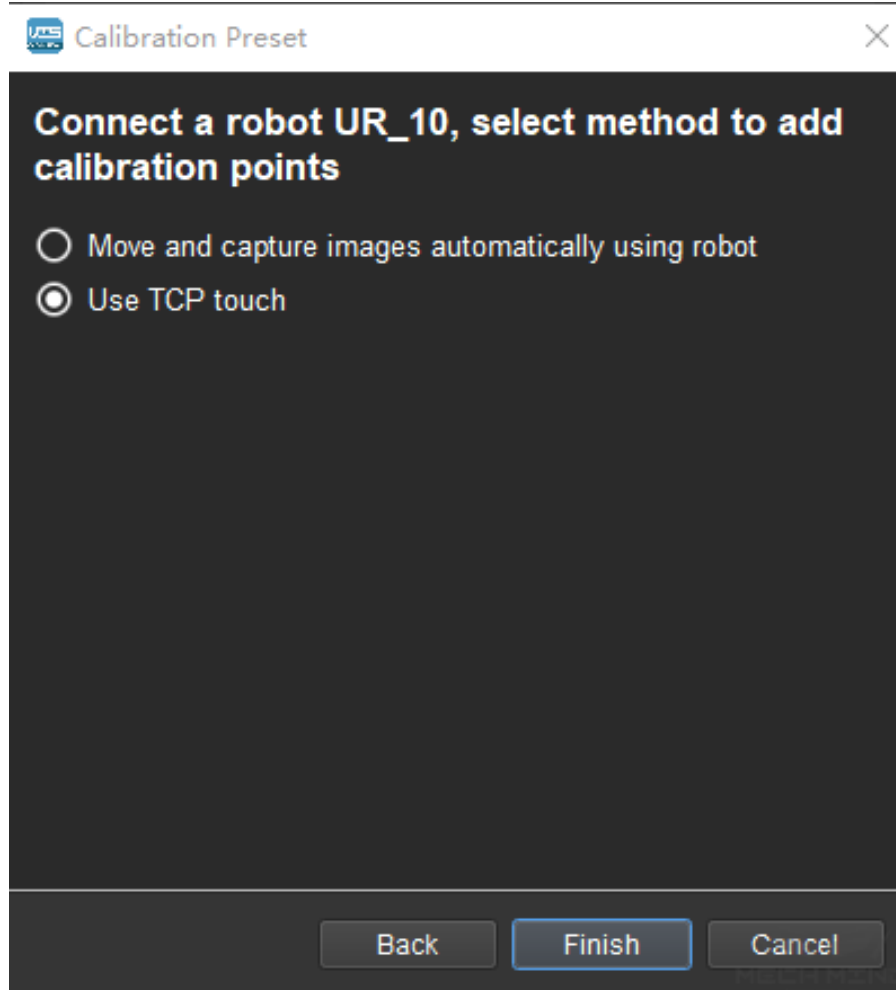 Calibration Preset
Connect a robot UR_10, select method to add
calibration points
Move and capture images automatically using robot
Use TCP touch
Back
Finish
Cancel